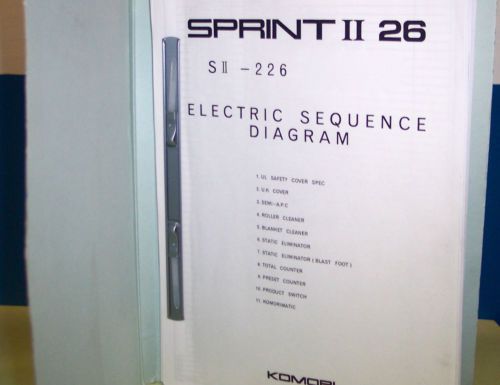 SPRINT II 26
SII-226
ELECTRIC SEQUENCE
DIAGRAM
1. UL SAFETY COVER SPEC
2. U.K. COVER
3. SEMI-A.P.C
4. ROLLER CLEANER
5. BLANKET CLEANER
6. STATIC ELIMINATOR
7. STATIC ELIMINATOR (BLAST FOOT)
8. TOTAL COUNTER
9. PRESET COUNTER
10. PRODUCT SWITCH
11. KOMORIMATIC
KOMORI